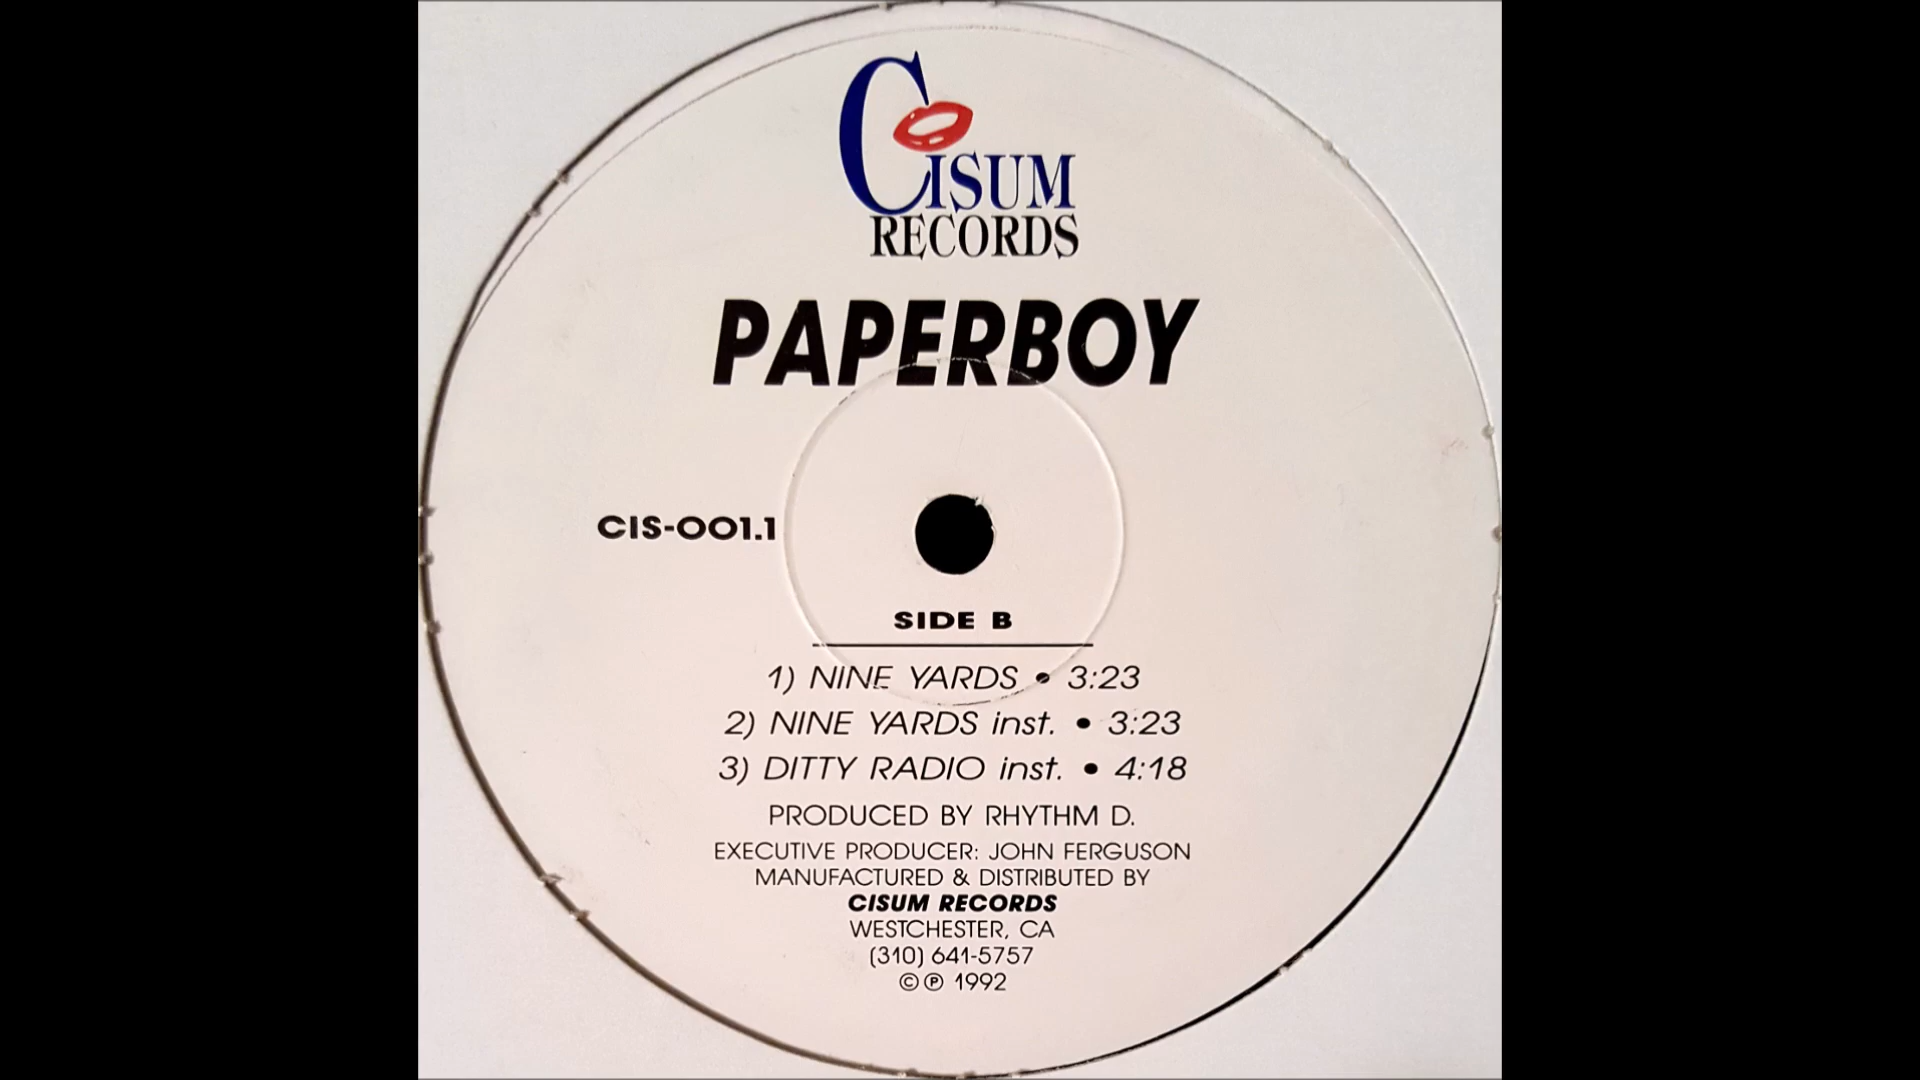 CISUM
RECORDS
PAPERBOY
CIS-001.1
SIDE B
1) NINE YARDS • 3:23
2) NINE YARDS inst. • 3:23
3) DITTY RADIO inst. • 4:18
PRODUCED BY RHYTHM D.
EXECUTIVE PRODUCER: JOHN FERGUSON
MANUFACTURED & DISTRIBUTED BY
CISUM RECORDS
WESTCHESTER, CA
(310) 641-5757
©℗ 1992